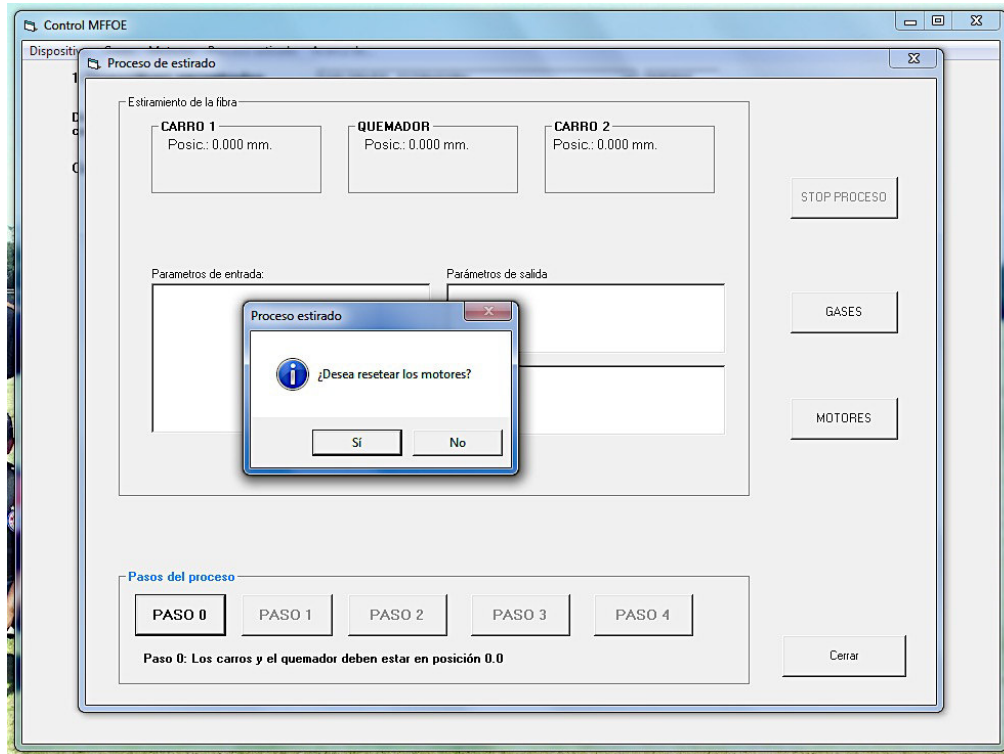 Control MFFOE
Proceso de estirado
Estiramiento de la fibra
CARRO 1
Posic.: 0.000 mm.
QUEMADOR
Posic.: 0.000 mm.
CARRO 2
Posic.: 0.000 mm.
STOP PROCESO
Parametros de entrada:
Parámetros de salida
GASES
Proceso estirado
¿Desea resetear los motores?
Sí
No
MOTORES
Pasos del proceso
PASO 0
PASO 1
PASO 2
PASO 3
PASO 4
Paso 0: Los carros y el quemador deben estar en posición 0.0
Cerrar